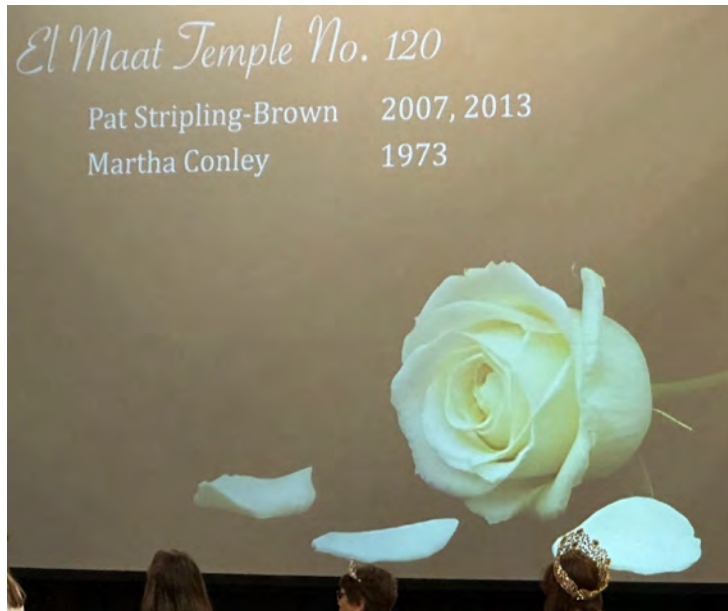 El Maat Temple No. 120
Pat Stripling-Brown 2007, 2013
Martha Conley 1973